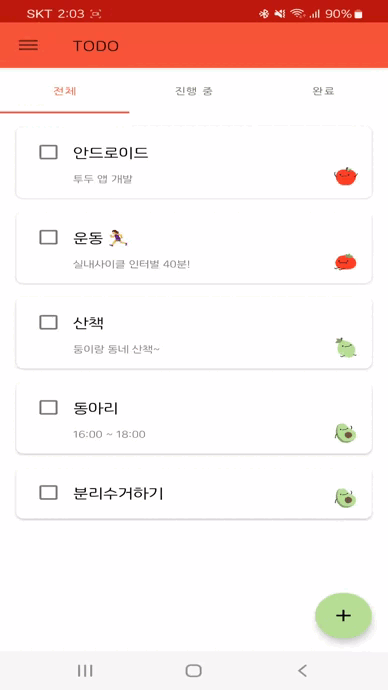 SKT 2:03 90%
TODO
전체 진행 중 완료
안드로이드
투두 앱 개발
운동
실내사이클 인터벌 40분!
산책
둥이랑 동네 산책~
동아리
16:00 ~ 18:00
분리수거하기
+